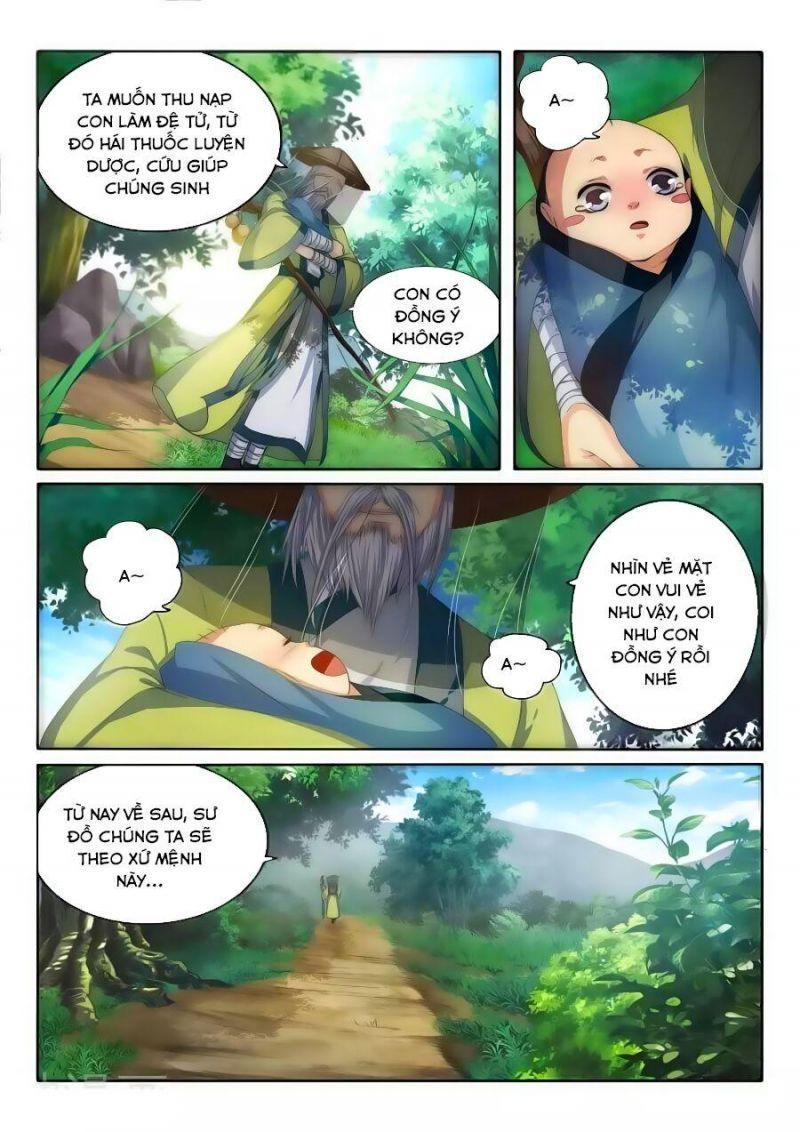 TA MUỐN THU NẠP
CON LÀM ĐỆ TỬ, TỪ
ĐÓ HÁI THUỐC LUYỆN
DƯỢC, CỨU GIÚP
CHÚNG SINH
CON CÓ
ĐỒNG Ý
KHÔNG?
A~
A~
A~
NHÌN VẺ MẶT
CON VUI VẺ
NHƯ VẬY, COI
NHƯ CON
ĐỒNG Ý RỒI
NHÉ
TỪ NAY VỀ SAU, SƯ
ĐỒ CHÚNG TA SẼ
THEO XỨ MỆNH
NÀY...